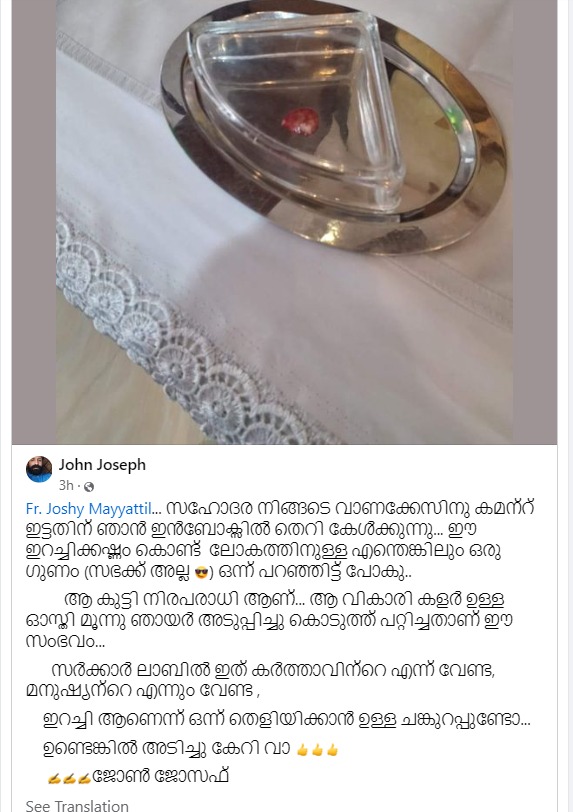 John Joseph
3h ·
Fr. Joshy Mayyattil... സഹോദര നിങ്ങടെ വാണക്കേസിനു കമന്റ്
ഇട്ടതിന് ഞാൻ ഇൻബോക്സിൽ തെറി കേൾക്കുന്നു... ഈ
ഇറച്ചിക്കഷ്ണം കൊണ്ട് ലോകത്തിനുള്ള എന്തെങ്കിലും ഒരു
ഗുണം (സഭക്ക് അല്ല 😎) ഒന്ന് പറഞ്ഞിട്ട് പോകു..
ആ കുട്ടി നിരപരാധി ആണ്... ആ വികാരി കളർ ഉള്ള
ഓസ്തി മൂന്നു ഞായർ അടുപ്പിച്ചു കൊടുത്ത് പറ്റിച്ചതാണ് ഈ
സംഭവം...
സർക്കാർ ലാബിൽ ഇത് കർത്താവിന്റെ എന്ന് വേണ്ട,
മനുഷ്യന്റെ എന്നും വേണ്ട ,
ഇറച്ചി ആണെന്ന് ഒന്ന് തെളിയിക്കാൻ ഉള്ള ചങ്കുറപ്പുണ്ടോ...
ഉണ്ടെങ്കിൽ അടിച്ചു കേറി വാ 👍👍👍
✍️✍️✍️ജോൺ ജോസഫ്
See Translation